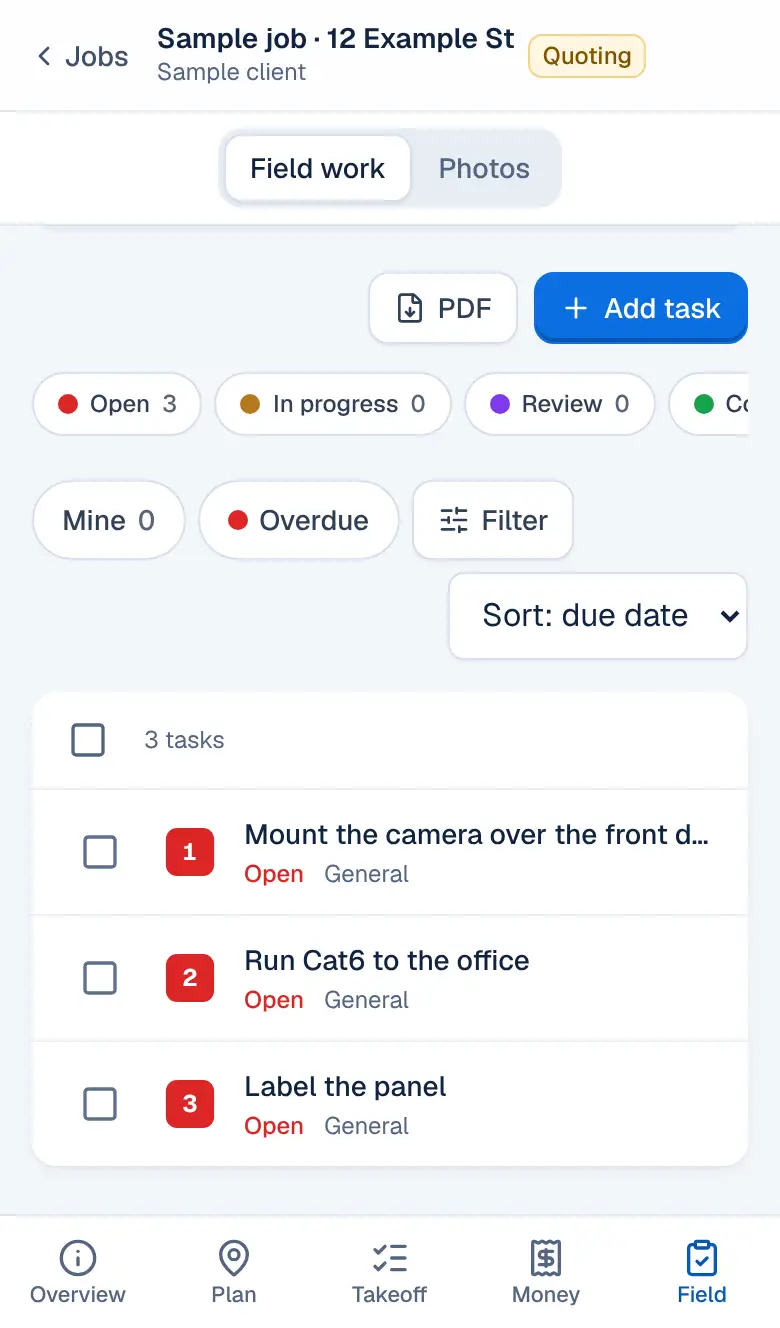 Jobs
Sample job · 12 Example St
Sample client
Quoting
Field work
Photos
PDF
Add task
Open 3
In progress 0
Review 0
Mine 0
Overdue
Filter
Sort: due date
3 tasks
1
Mount the camera over the front d...
Open General
2
Run Cat6 to the office
Open General
3
Label the panel
Open General
Overview
Plan
Takeoff
Money
Field